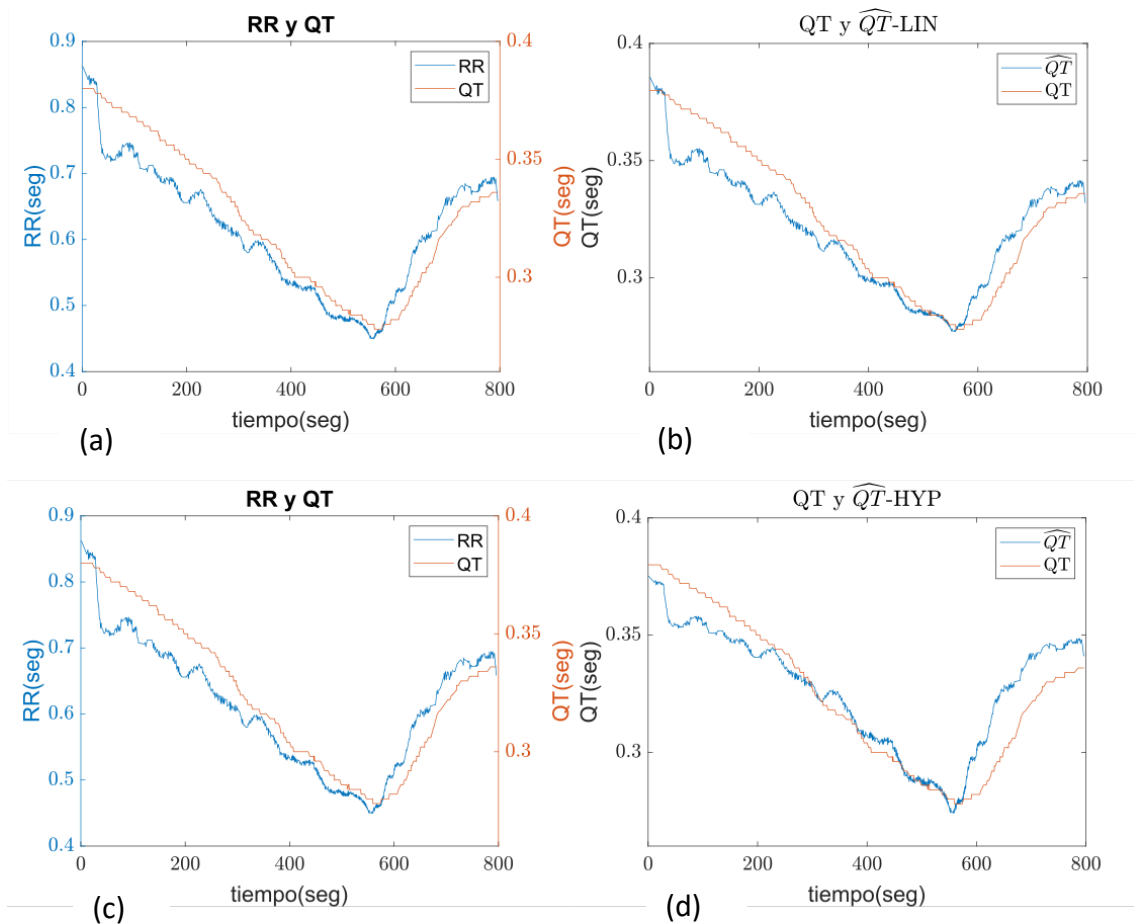 RR y QT
0.9
0.8
0.7
0.6
0.5
0.4
RR(seg)
0.4
0.35
0.3
QT(seg)
RR
QT
0 200 400 600 800
tiempo(seg)
(a)
QT y \widehat{QT}-LIN
0.4
0.35
0.3
QT(seg)
\widehat{QT}
QT
0 200 400 600 800
tiempo(seg)
(b)
RR y QT
0.9
0.8
0.7
0.6
0.5
0.4
RR(seg)
0.4
0.35
0.3
QT(seg)
RR
QT
0 200 400 600 800
tiempo(seg)
(c)
QT y \widehat{QT}-HYP
0.4
0.35
0.3
QT(seg)
\widehat{QT}
QT
0 200 400 600 800
tiempo(seg)
(d)